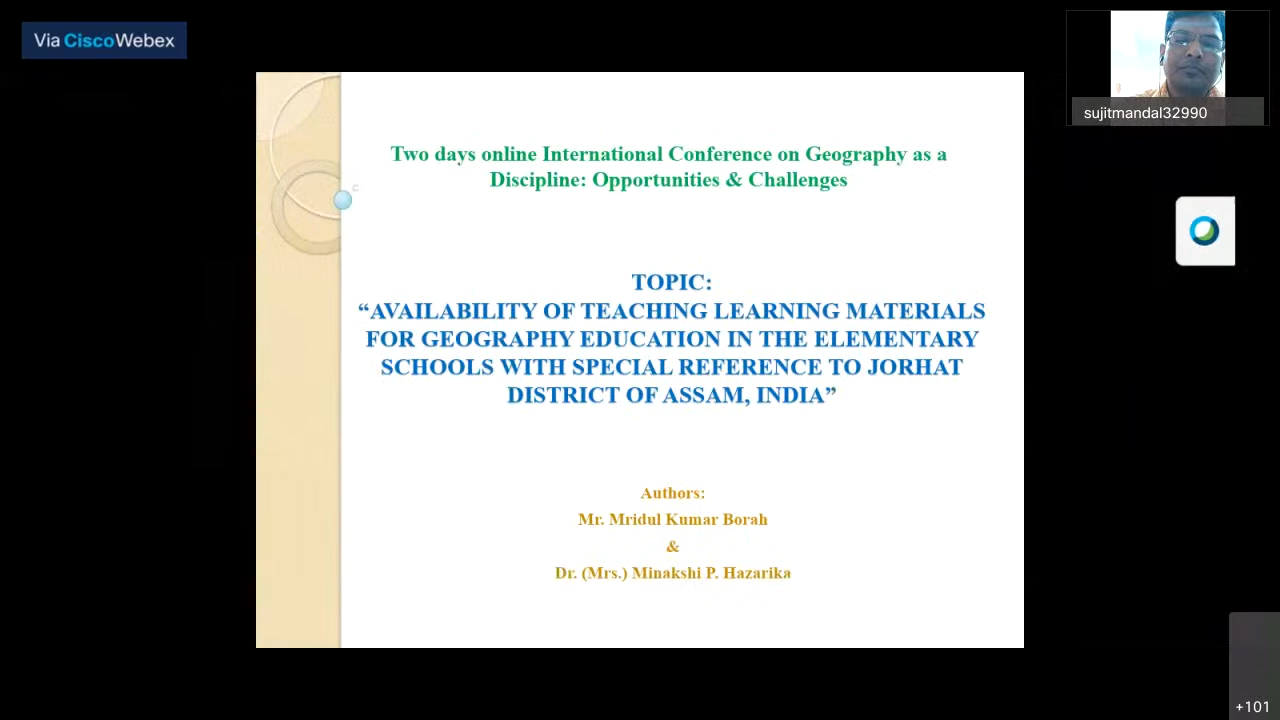 Via CiscoWebex
sujitmandal32990
Two days online International Conference on Geography as a
Discipline: Opportunities & Challenges
TOPIC:
“AVAILABILITY OF TEACHING LEARNING MATERIALS
FOR GEOGRAPHY EDUCATION IN THE ELEMENTARY
SCHOOLS WITH SPECIAL REFERENCE TO JORHAT
DISTRICT OF ASSAM, INDIA”
Authors:
Mr. Mridul Kumar Borah
&
Dr. (Mrs.) Minakshi P. Hazarika
+101